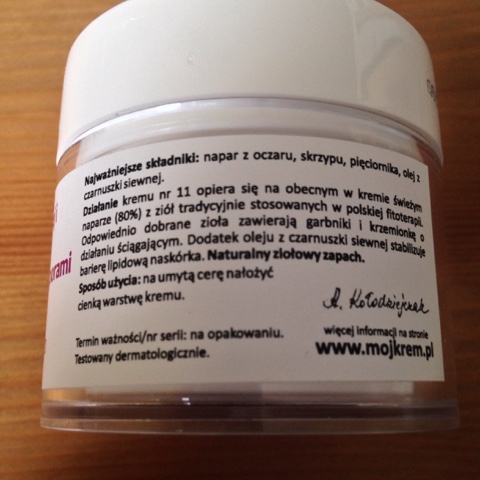 Najważniejsze składniki: napar z oczaru, skrzypu, pięciornika, olej z
czarnuszki siewnej.
Działanie kremu nr 11 opiera się na obecnym w kremie świeżym
naparze (80%) z ziół tradycyjnie stosowanych w polskiej fitoterapii.
Odpowiednio dobrane zioła zawierają garbniki i krzemionkę o
działaniu ściągającym. Dodatek oleju z czarnuszki siewnej stabilizuje
barierę lipidową naskórka. Naturalny ziołowy zapach.
Sposób użycia: na umytą cerę nałożyć
cienką warstwę kremu.
A. Kołodziejczak
Termin ważności/nr serii: na opakowaniu.
Testowany dermatologicznie.
więcej informacji na stronie
www.mojkrem.pl